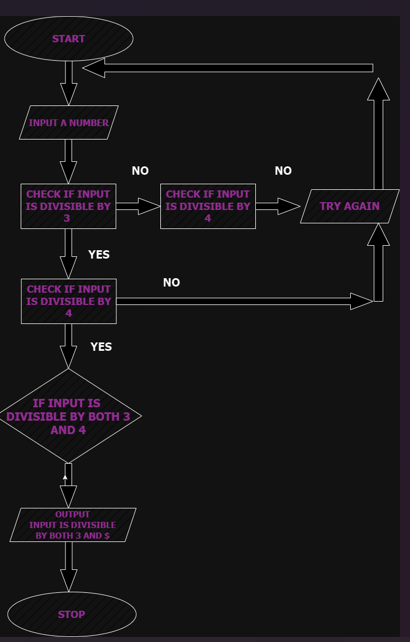 START
INPUT A NUMBER
NO
NO
CHECK IF INPUT
IS DIVISIBLE BY
3
CHECK IF INPUT
IS DIVISIBLE BY
4
TRY AGAIN
YES
CHECK IF INPUT
IS DIVISIBLE BY
4
NO
YES
IF INPUT IS
DIVISIBLE BY BOTH 3
AND 4
OUTPUT
INPUT IS DIVISIBLE
BY BOTH 3 AND $
STOP